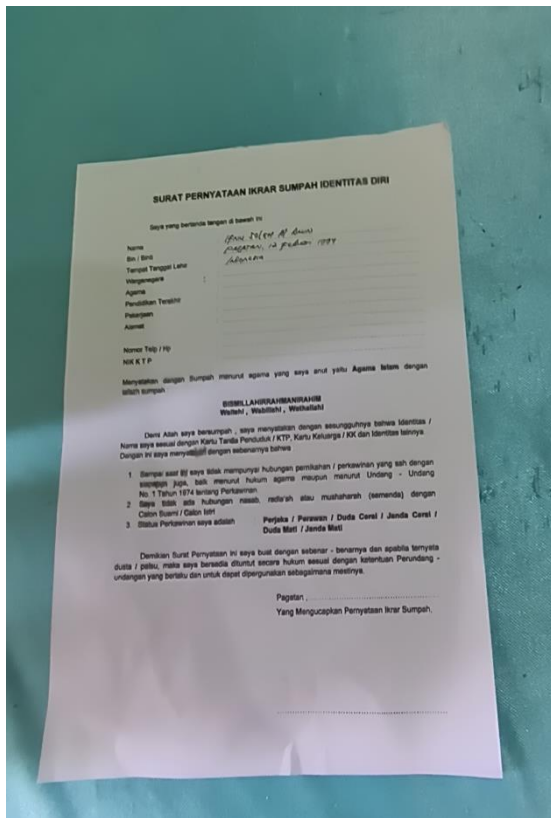 SURAT PERNYATAAN IKRAR SUMPAH IDENTITAS DIRI
Saya yang bertanda tangan di bawah ini
Nama
Bin / Binti
Tempat Tanggal Lahir
Warganegara :
Agama
Pendidikan Terakhir
Pekerjaan
Alamat
Nomor Telp / Hp
NIK K T P
Menyatakan dengan Sumpah menurut agama yang saya anut yaitu Agama Islam dengan
lafazh sumpah
BISMILLAHIRRAHMANIRAHIM
Wallahi, Wabillahi, Wathallahi
Demi Allah saya bersumpah, saya menyatakan dengan sesungguhnya bahwa Identitas /
Nama saya sesuai dengan Kartu Tanda Penduduk / KTP, Kartu Keluarga / KK dan Identitas lainnya
Dengan ini saya dengan sebenarnya bahwa
1 Sampai saat ini saya tidak mempunyai hubungan pernikahan / perkawinan yang sah dengan
siapapun juga, baik menurut hukum agama maupun menurut Undang - Undang
No. 1 Tahun 1974 tentang Perkawinan
2 Saya tidak ada hubungan nasab, radla'ah atau mushaharah (semenda) dengan
Calon Suami / Calon Istri
3 Status Perkawinan saya adalah Perjaka / Perawan / Duda Cerai / Janda Cerai /
Duda Mati / Janda Mati
Demikian Surat Pernyataan ini saya buat dengan sebenar - benarnya dan apabila ternyata
dusta / palsu, maka saya bersedia dituntut secara hukum sesuai dengan ketentuan Perundang -
undangan yang berlaku dan untuk dapat dipergunakan sebagaimana mestinya.
Pagatan,
Yang Mengucapkan Pernyataan Ikrar Sumpah,